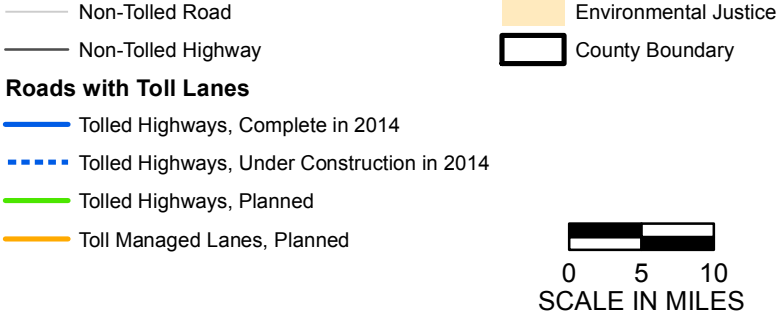 Non-Tolled Road
Non-Tolled Highway
Roads with Toll Lanes
Tolled Highways, Complete in 2014
Tolled Highways, Under Construction in 2014
Tolled Highways, Planned
Toll Managed Lanes, Planned
Environmental Justice
County Boundary
0 5 10
SCALE IN MILES